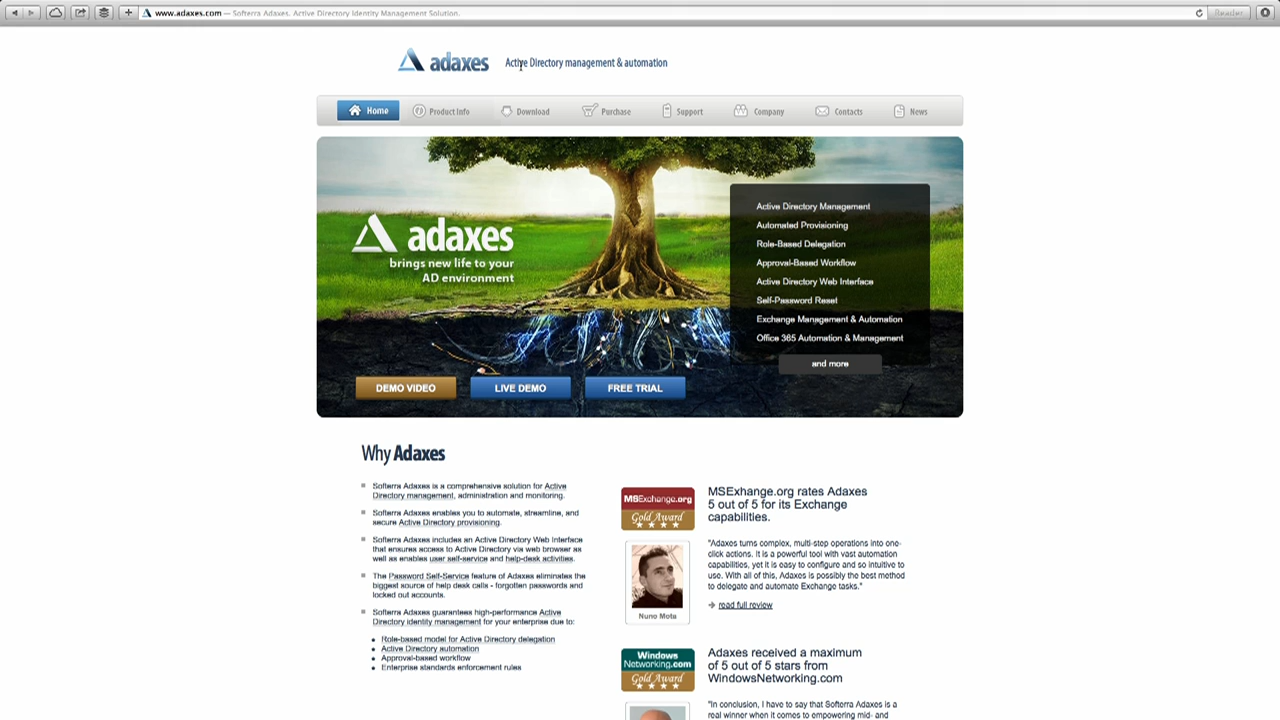 www.adaxes.com — Softerra Adaxes. Active Directory Identity Management Solution.
Reader
adaxes
Active Directory management & automation
Home
Product Info
Download
Purchase
Support
Company
Contacts
News
adaxes
brings new life to your
AD environment
Active Directory Management
Automated Provisioning
Role-Based Delegation
Approval-Based Workflow
Active Directory Web Interface
Self-Password Reset
Exchange Management & Automation
Office 365 Automation & Management
and more
DEMO VIDEO
LIVE DEMO
FREE TRIAL
Why Adaxes
Softerra Adaxes is a comprehensive solution for Active
Directory management, administration and monitoring.
Softerra Adaxes enables you to automate, streamline, and
secure Active Directory provisioning.
Softerra Adaxes includes an Active Directory Web Interface
that ensures access to Active Directory via web browser as
well as enables user self-service and help-desk activities.
The Password Self-Service feature of Adaxes eliminates the
biggest source of help desk calls - forgotten passwords and
locked out accounts.
Softerra Adaxes guarantees high-performance Active
Directory identity management for your enterprise due to:
Role-based model for Active Directory delegation
Active Directory automation
Approval-based workflow
Enterprise standards enforcement rules
MSExchange.org
Gold Award
MSExhange.org rates Adaxes
5 out of 5 for its Exchange
capabilities.
"Adaxes turns complex, multi-step operations into one-
click actions. It is a powerful tool with vast automation
capabilities, yet it is easy to configure and so intuitive to
use. With all of this, Adaxes is possibly the best method
to delegate and automate Exchange tasks."
read full review
Nuno Mota
Windows
Networking.com
Gold Award
Adaxes received a maximum
of 5 out of 5 stars from
WindowsNetworking.com
"In conclusion, I have to say that Softerra Adaxes is a
real winner when it comes to empowering mid- and